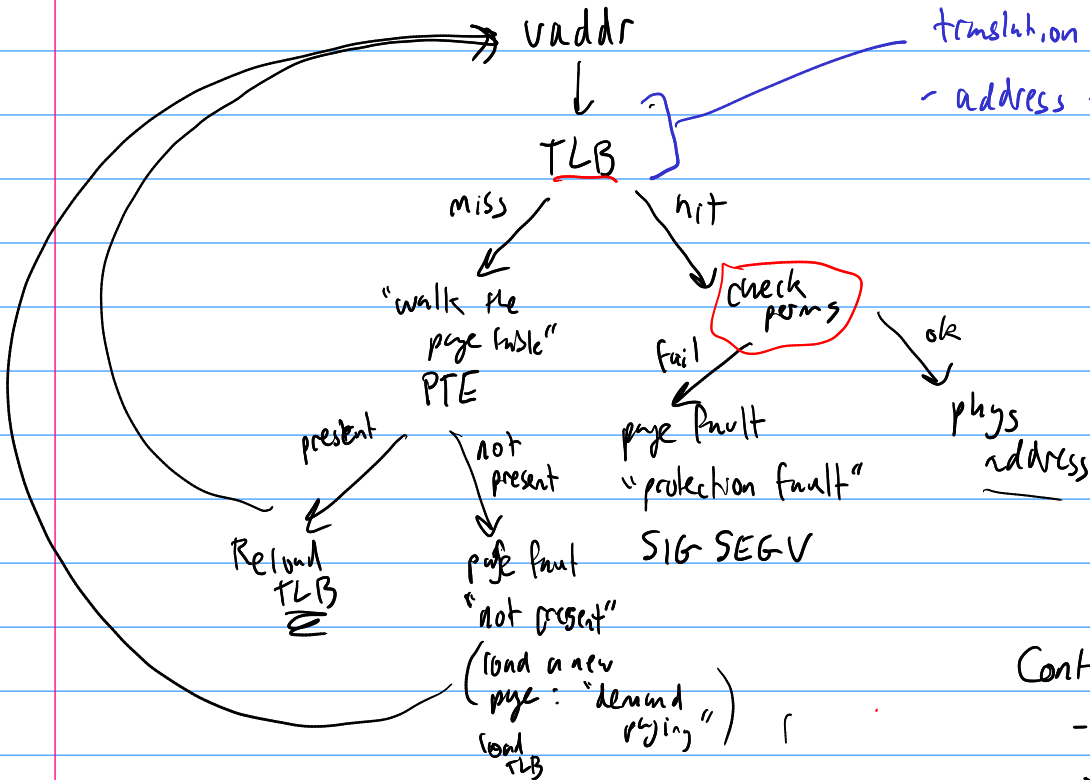 vaddr
translation
- address
TLB
miss
hit
"walk the
page table"
PTE
check
perms
fail
ok
present
not
present
page fault
"protection fault"
SIGSEGV
phys
address
Reload
TLB
page fault
"not present"
(load a new
page: "demand
paging")
load
TLB
Cont
-